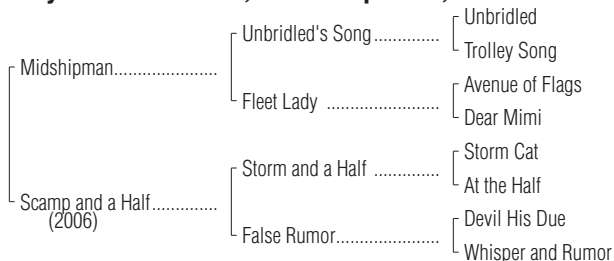 Unbridled
Unbridled's Song
Trolley Song
Midshipman
Avenue of Flags
Fleet Lady
Dear Mimi
Storm Cat
Storm and a Half
At the Half
Scamp and a Half
(2006)
Devil His Due
False Rumor
Whisper and Rumor